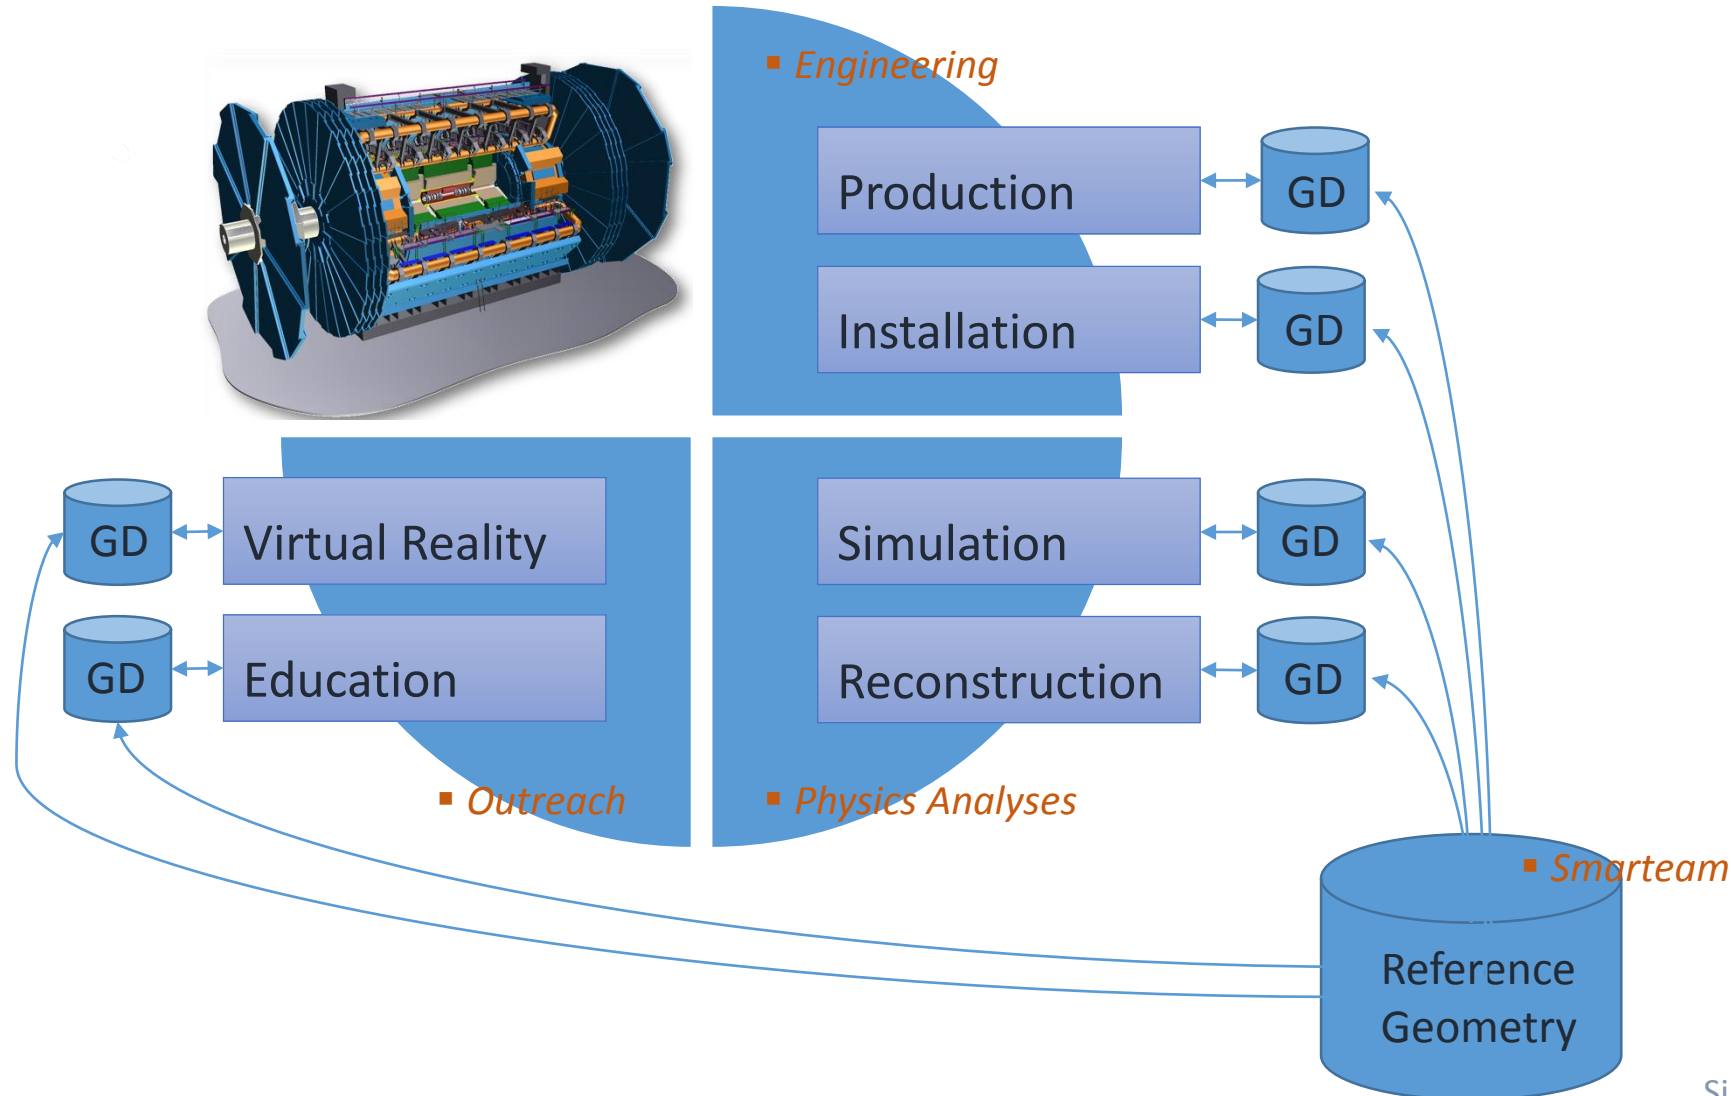 ▪ Engineering
Production
GD
Installation
GD
GD
Virtual Reality
Simulation
GD
GD
Education
Reconstruction
GD
▪ Outreach
▪ Physics Analyses
▪ Smarteam
Reference
Geometry
Si